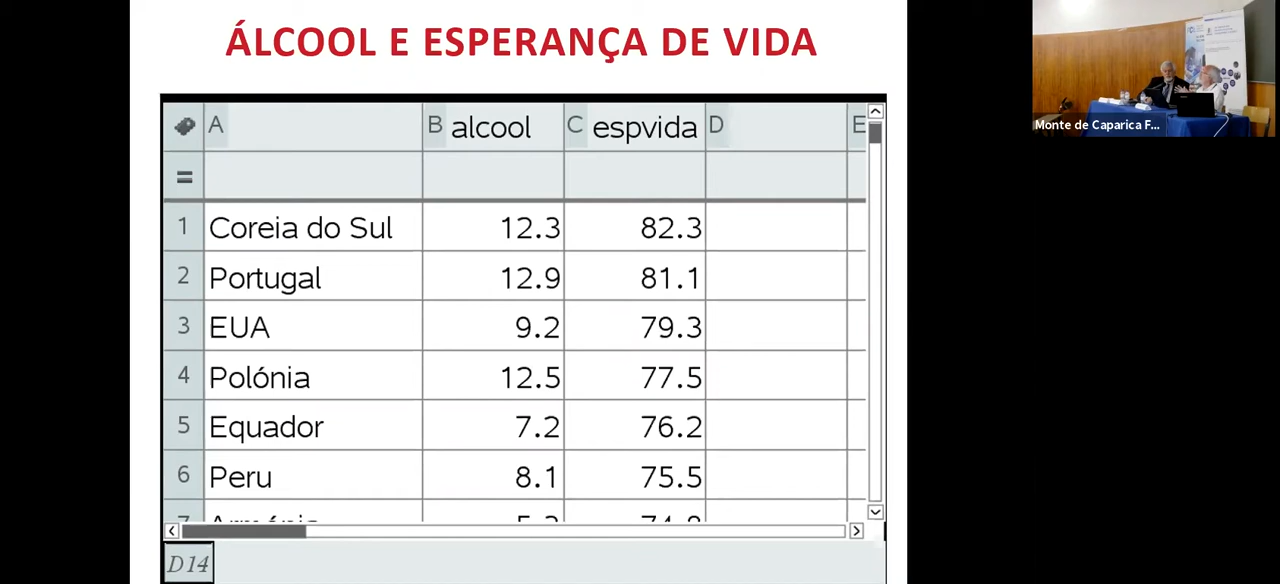 ÁLCOOL E ESPERANÇA DE VIDA
A B alcool C espvida D E
=
1 Coreia do Sul 12.3 82.3
2 Portugal 12.9 81.1
3 EUA 9.2 79.3
4 Polónia 12.5 77.5
5 Equador 7.2 76.2
6 Peru 8.1 75.5
D14
Monte de Caparica F...